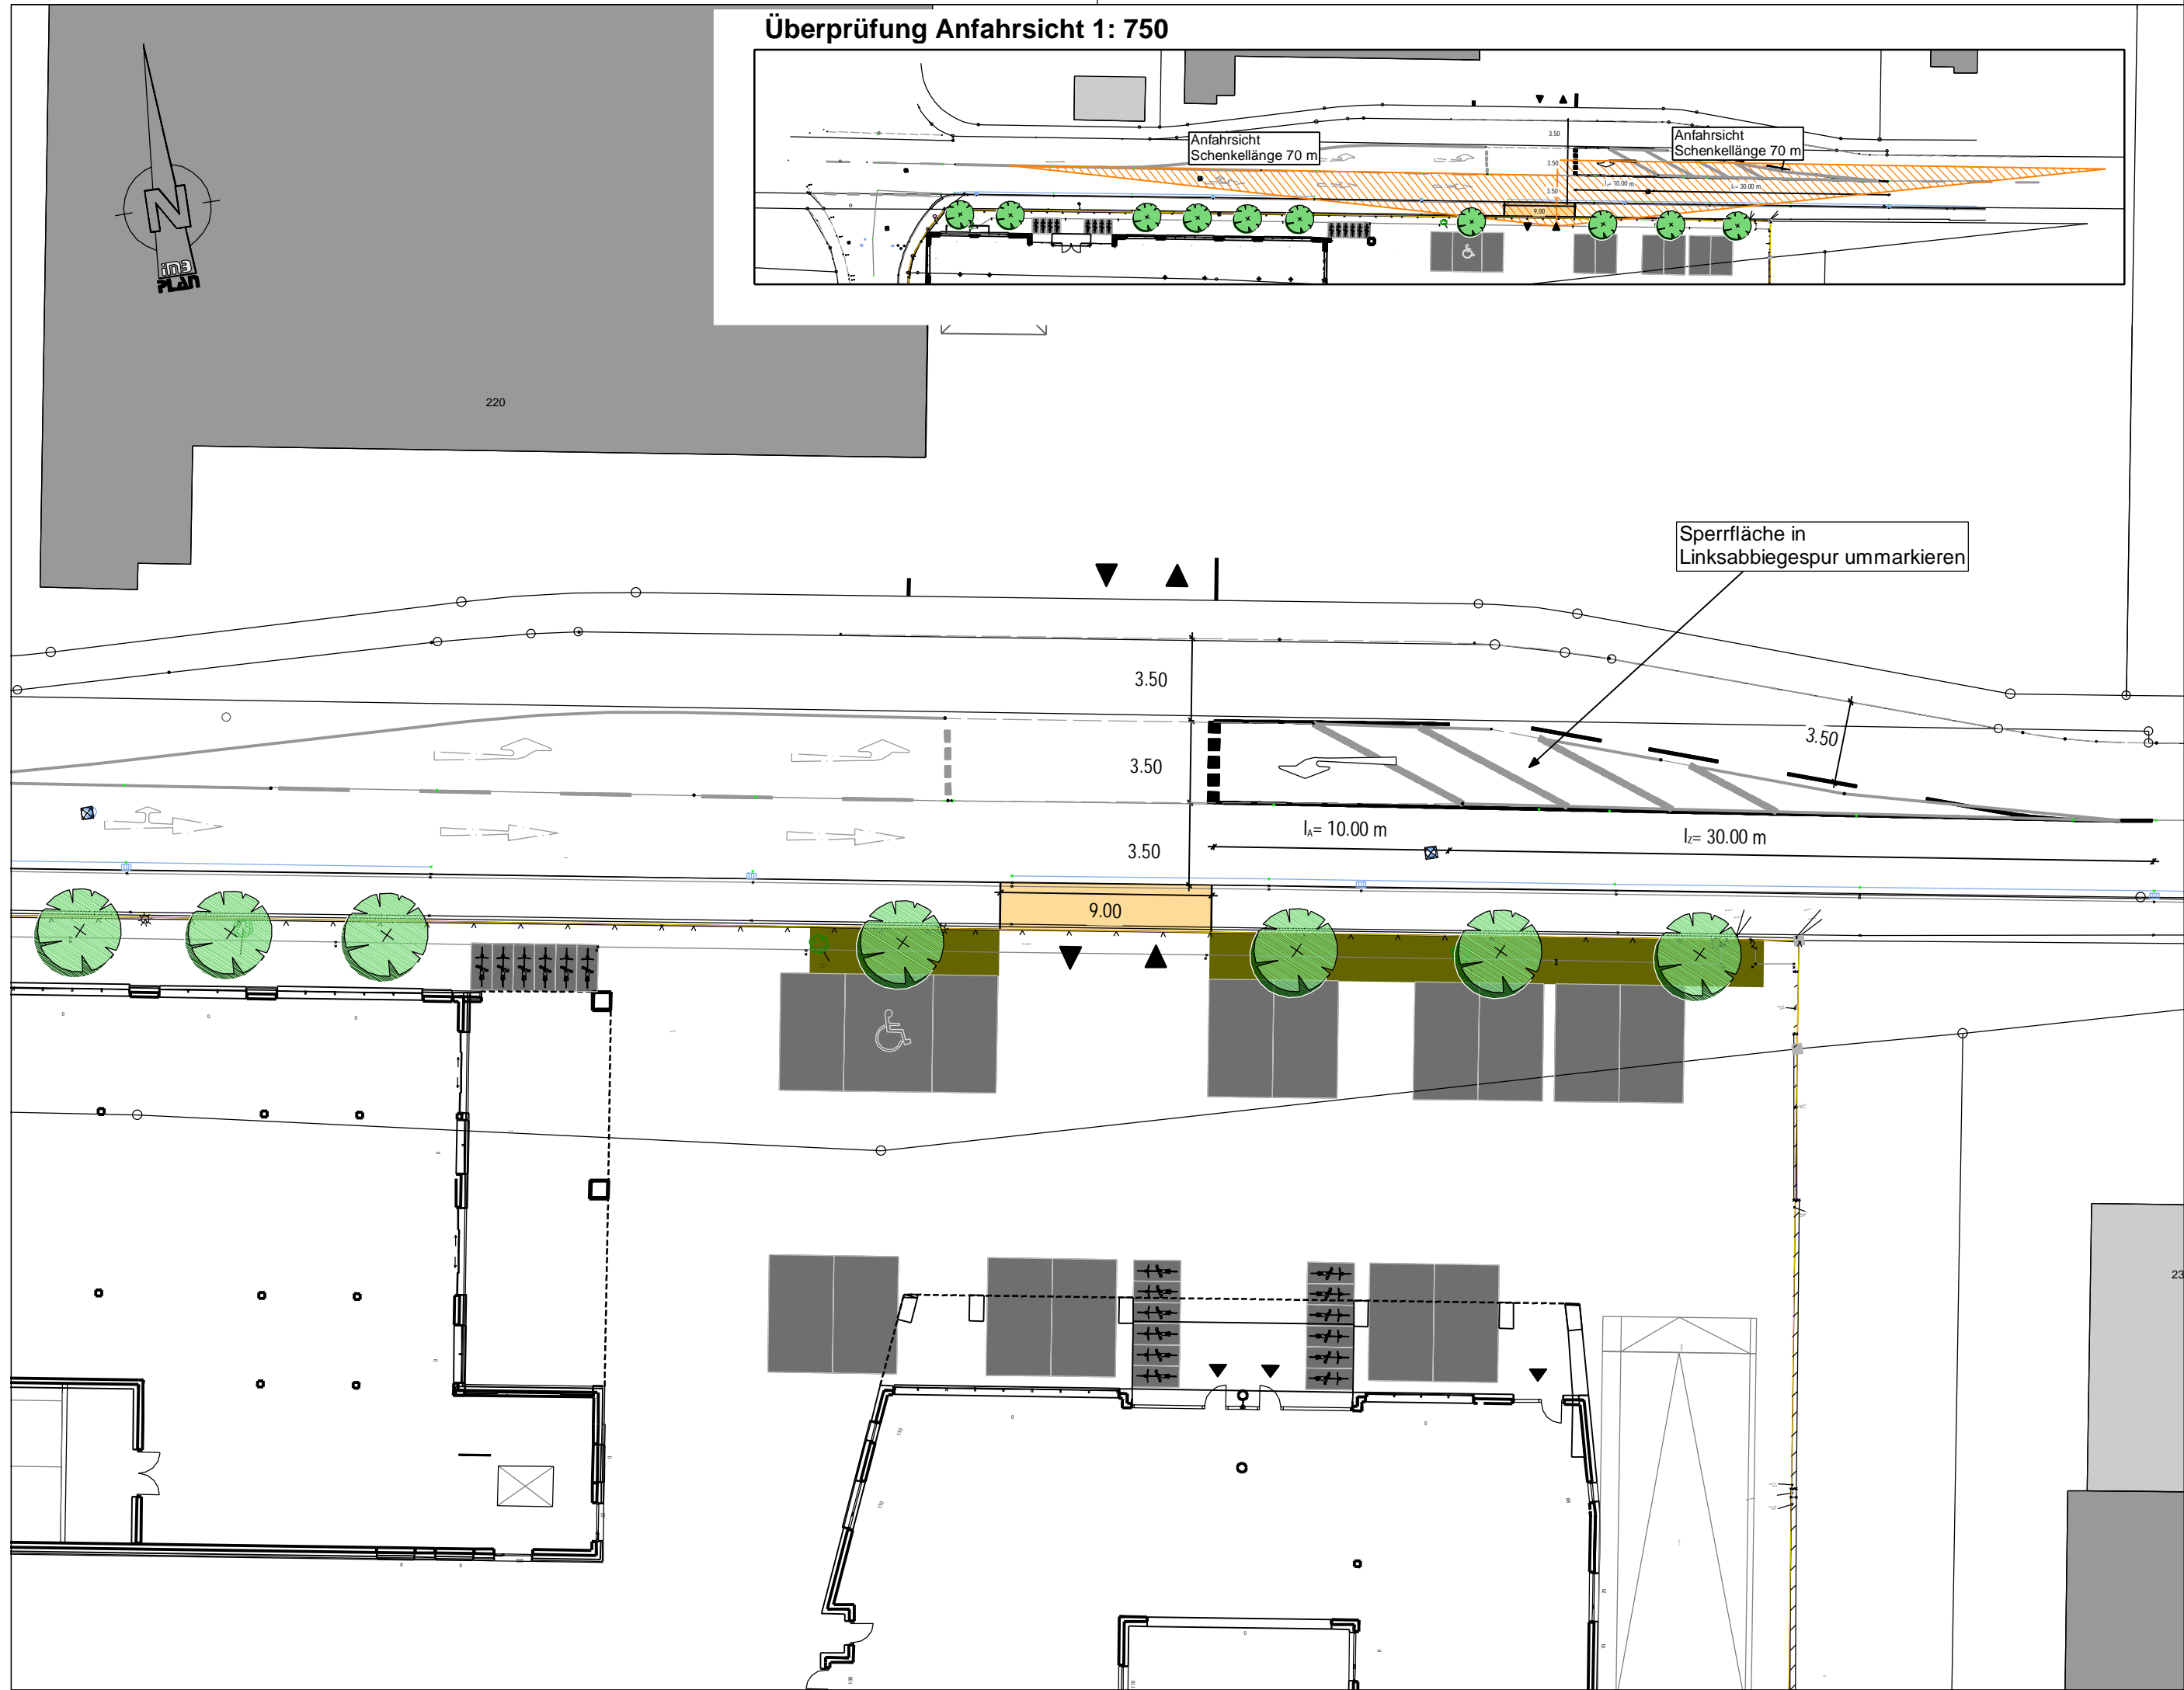 Überprüfung Anfahrsicht 1: 750
Anfahrsicht
Schenkellänge 70 m
Anfahrsicht
Schenkellänge 70 m
3.50
3.50
3.50
9.00
N
in3
PLAN
220
Sperrfläche in
Linksabbiegespur ummarkieren
3.50
3.50
3.50
3.50
lA= 10.00 m
lZ= 30.00 m
9.00
23